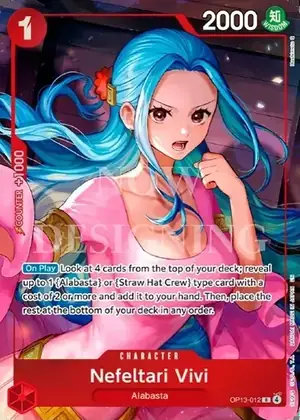 1
2000
知
WISDOM
COUNTER +1000
NOW
DESIGNING
On Play Look at 4 cards from the top of your deck; reveal
up to 1 {Alabasta} or {Straw Hat Crew} type card with a
cost of 2 or more and add it to your hand. Then, place the
rest at the bottom of your deck in any order.
CHARACTER
Nefeltari Vivi
Alabasta
OP13-012 R 4